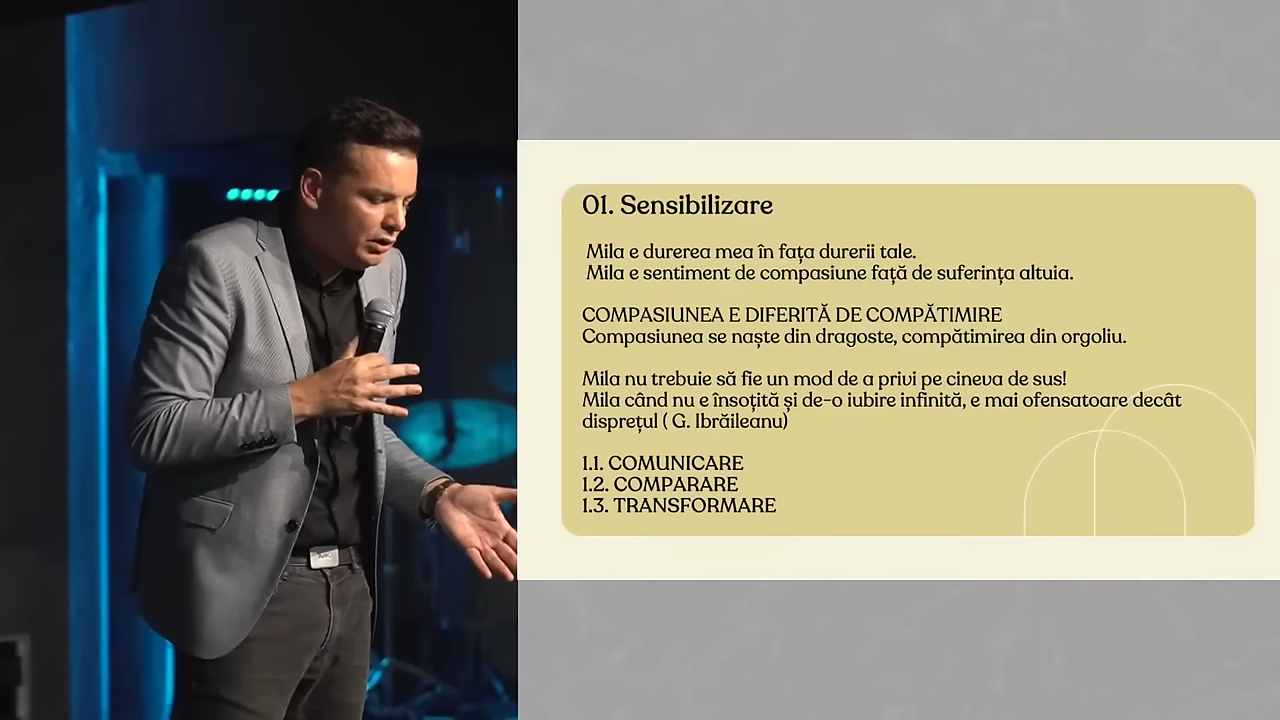 01. Sensibilizare
Mila e durerea mea în fața durerii tale.
Mila e sentiment de compasiune față de suferința altuia.
COMPASIUNEA E DIFERITĂ DE COMPĂTIMIRE
Compasiunea se naște din dragoste, compătimirea din orgoliu.
Mila nu trebuie să fie un mod de a privi pe cineva de sus!
Mila când nu e însoțită și de-o iubire infinită, e mai ofensatoare decât
disprețul ( G. Ibrăileanu)
1.1. COMUNICARE
1.2. COMPARARE
1.3. TRANSFORMARE